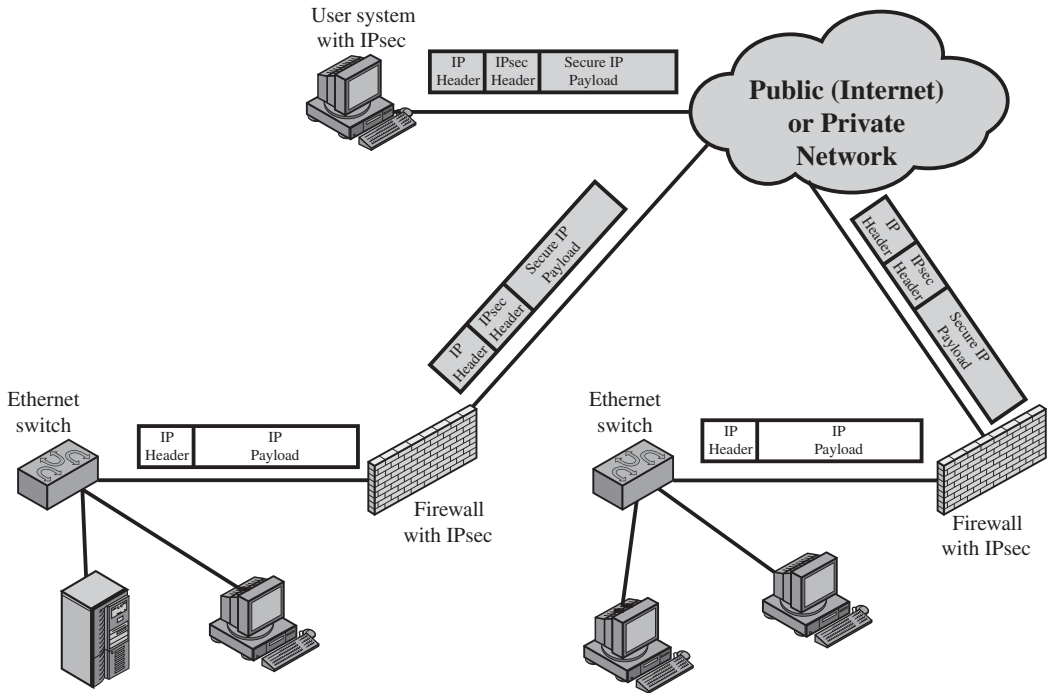 User system
with IPsec
IP
Header
IPsec
Header
Secure IP
Payload
Public (Internet)
or Private
Network
IP
Header
IPsec
Header
Secure IP
Payload
IP
Header
IPsec
Header
Secure IP
Payload
Ethernet
switch
IP
Header
IP
Payload
Firewall
with IPsec
Ethernet
switch
IP
Header
IP
Payload
Firewall
with IPsec